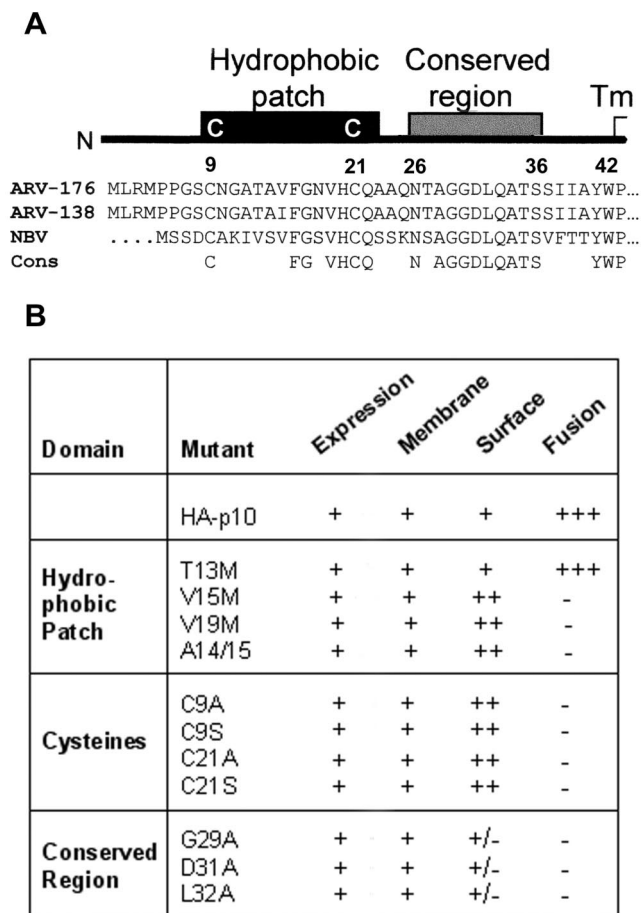 A
Hydrophobic patch Conserved region
Tm
N C C
9 21 26 36 42
ARV-176 MLRMPPGSCNGATAVFGNVHCQAAQNTAGGDLQATSSIIAYWP...
ARV-138 MLRMPPGSCNGATAIFGNVHCQAAQNTAGGDLQATSSIIAYWP...
NBV ....MSSDCAKIVSVFGSVHCQSSKNSAGGDLQATSVFTTYWP...
Cons C FG VHCQ N AGGDLQATS YWP
B
Domain Mutant Expression Membrane Surface Fusion
HA-p10 + + + +++
Hydro-
phobic
Patch
T13M + + + +++
V15M + + ++ -
V19M + + ++ -
A14/15 + + ++ -
Cysteines
C9A + + ++ -
C9S + + ++ -
C21A + + ++ -
C21S + + ++ -
Conserved
Region
G29A + + +/- -
D31A + + +/- -
L32A + + +/- -